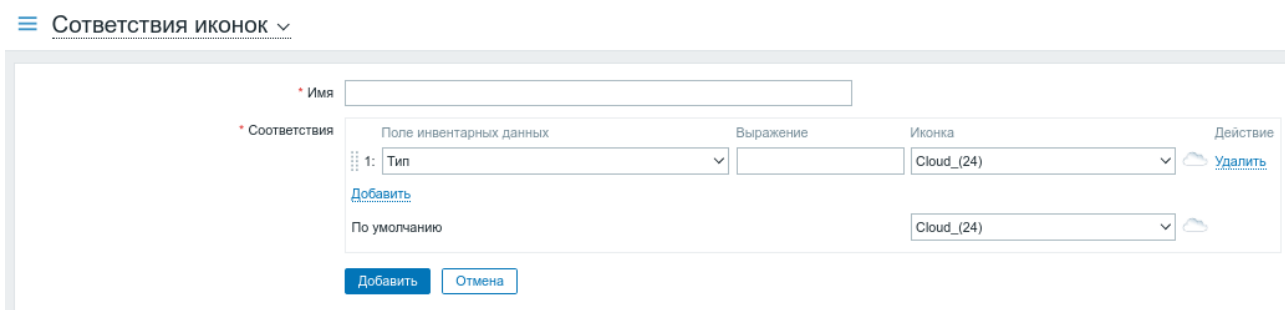 Сответствия иконок
* Имя
* Соответствия
Поле инвентарных данных Выражение Иконка Действие
1: Тип Cloud_(24) Удалить
Добавить
По умолчанию Cloud_(24)
Добавить Отмена